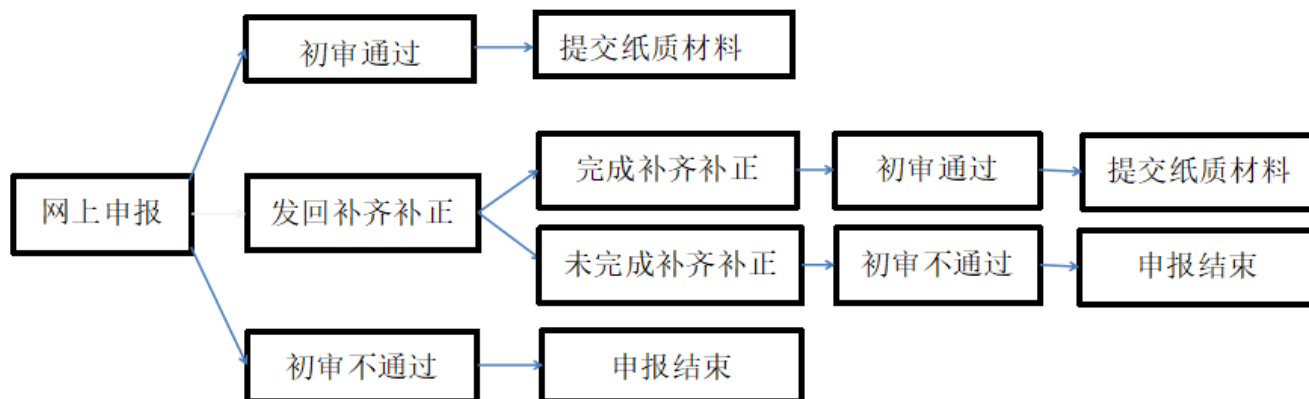 初审通过
提交纸质材料
完成补齐补正
初审通过
提交纸质材料
网上申报
发回补齐补正
未完成补齐补正
初审不通过
申报结束
初审不通过
申报结束